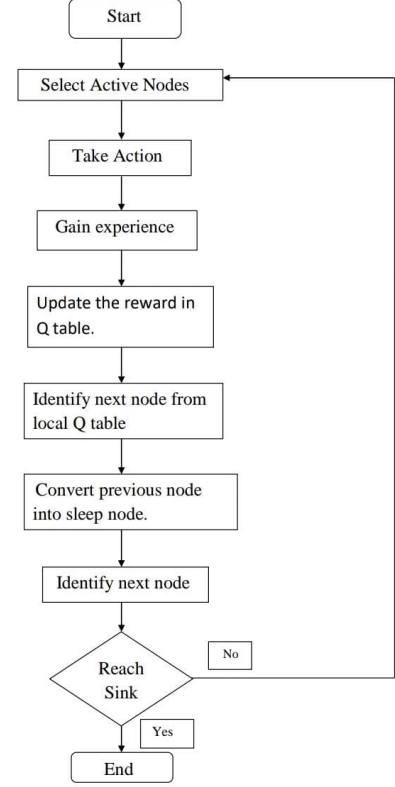 Start
Select Active Nodes
Take Action
Gain experience
Update the reward in
Q table.
Identify next node from
local Q table
Convert previous node
into sleep node.
Identify next node
Reach
Sink
No
Yes
End